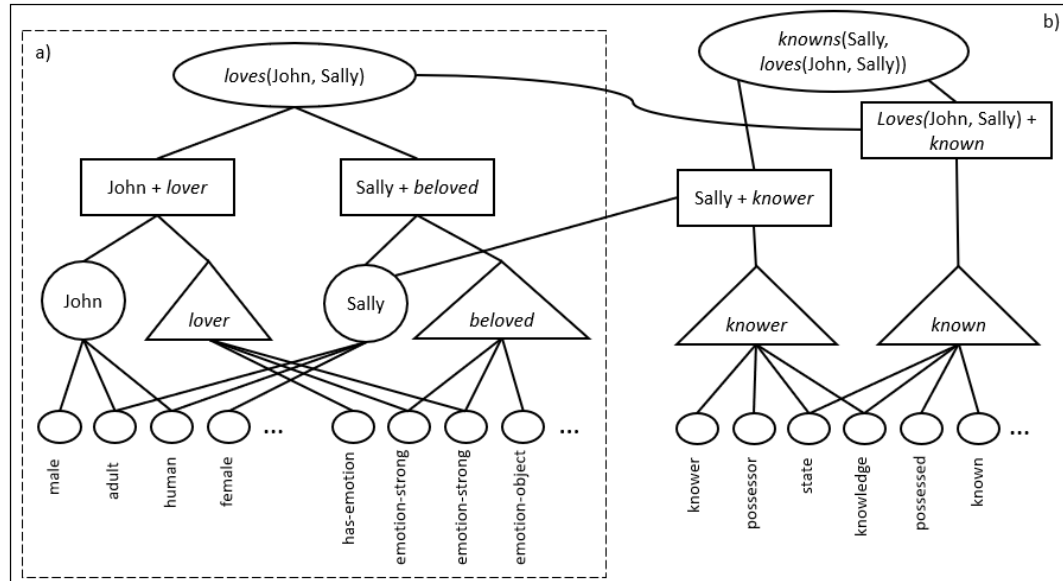 a)
b)
loves(John, Sally)
knowns(Sally,
loves(John, Sally))
Loves(John, Sally) +
known
John + lover
Sally + beloved
Sally + knower
John
lover
Sally
beloved
knower
known
...
...
...
male
adult
human
female
has-emotion
emotion-strong
emotion-strong
emotion-object
knower
possessor
state
knowledge
possessed
known